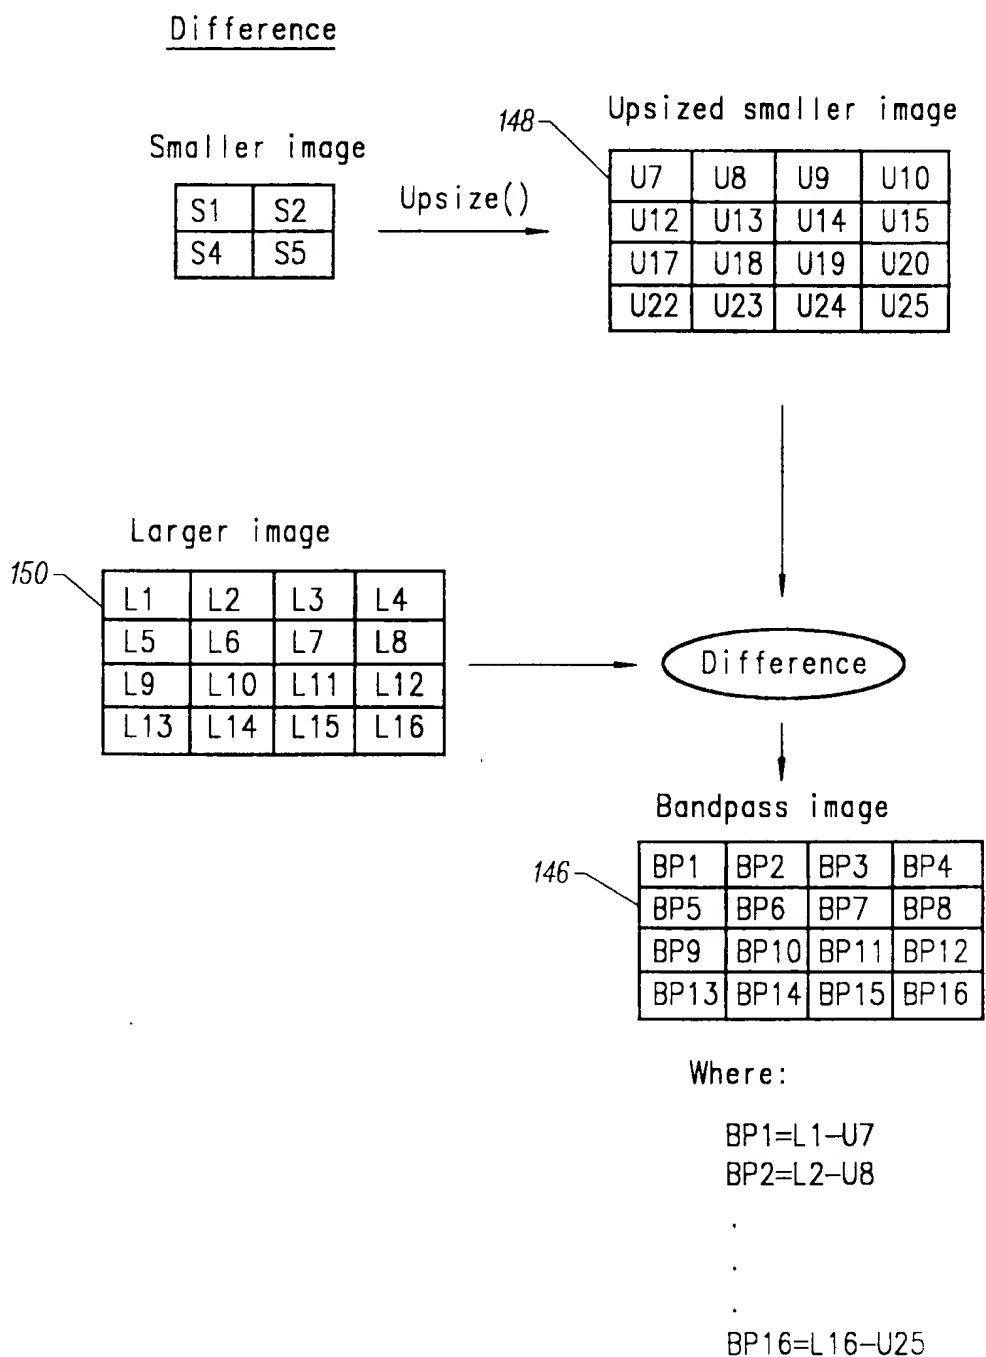 Difference
Smaller image
S1 S2
S4 S5
Upsize()
148
Upsized smaller image
U7 U8 U9 U10
U12 U13 U14 U15
U17 U18 U19 U20
U22 U23 U24 U25
Larger image
150
L1 L2 L3 L4
L5 L6 L7 L8
L9 L10 L11 L12
L13 L14 L15 L16
Difference
Bandpass image
146
BP1 BP2 BP3 BP4
BP5 BP6 BP7 BP8
BP9 BP10 BP11 BP12
BP13 BP14 BP15 BP16
Where:
BP1=L1-U7
BP2=L2-U8
.
.
.
BP16=L16-U25